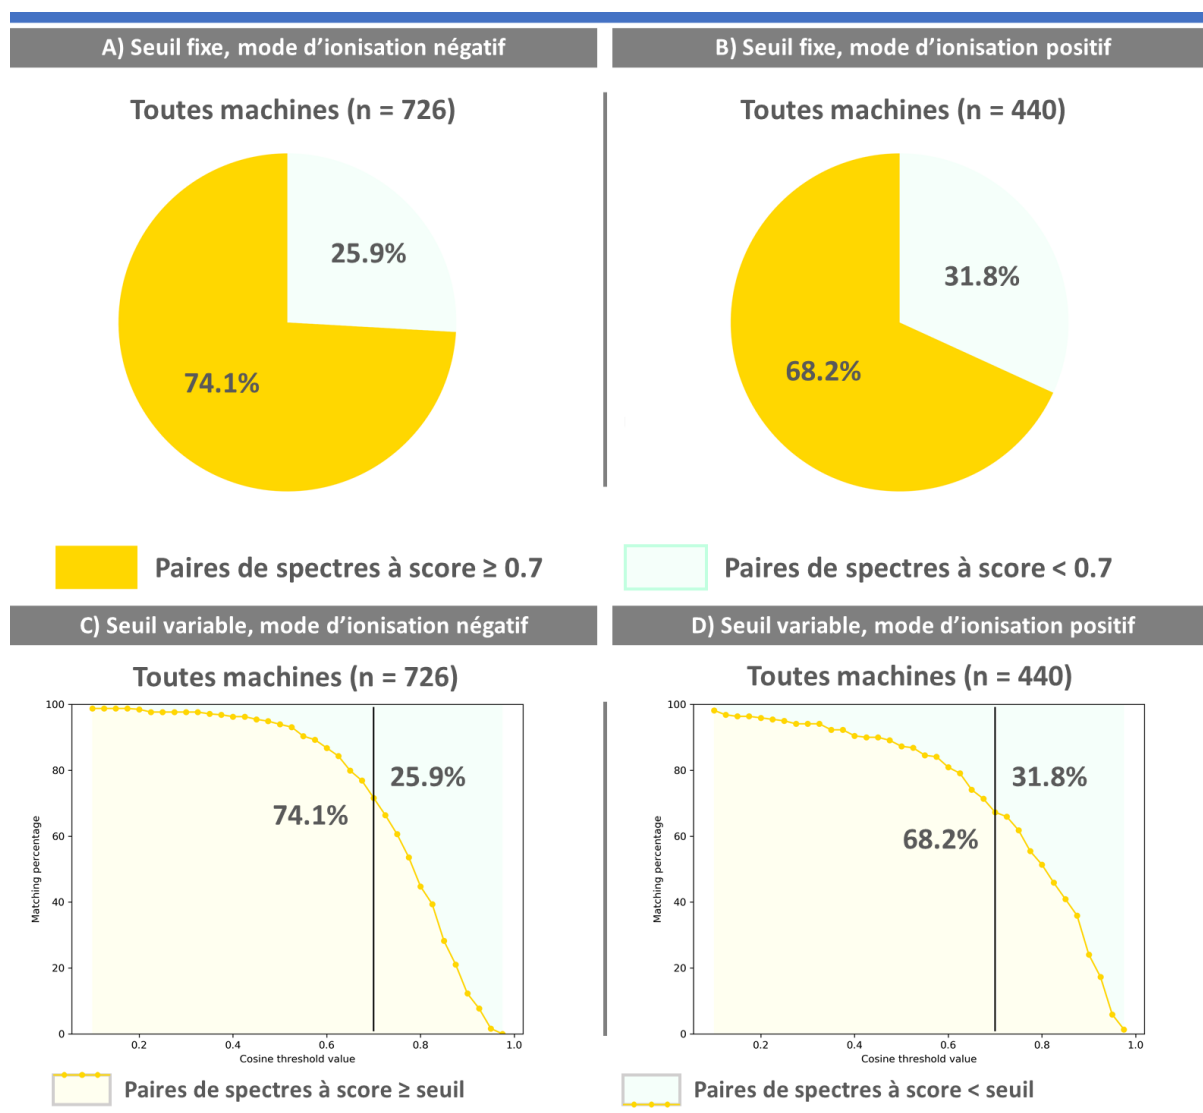 A) Seuil fixe, mode d’ionisation négatif
B) Seuil fixe, mode d’ionisation positif
Toutes machines (n = 726)
25.9%
74.1%
Toutes machines (n = 440)
31.8%
68.2%
Paires de spectres à score ≥ 0.7
Paires de spectres à score < 0.7
C) Seuil variable, mode d’ionisation négatif
D) Seuil variable, mode d’ionisation positif
Toutes machines (n = 726)
100
80
60
40
20
0
Matching percentage
25.9%
74.1%
0.2 0.4 0.6 0.8 1.0
Cosine threshold value
Toutes machines (n = 440)
100
80
60
40
20
0
Matching percentage
31.8%
68.2%
0.2 0.4 0.6 0.8 1.0
Cosine threshold value
Paires de spectres à score ≥ seuil
Paires de spectres à score < seuil